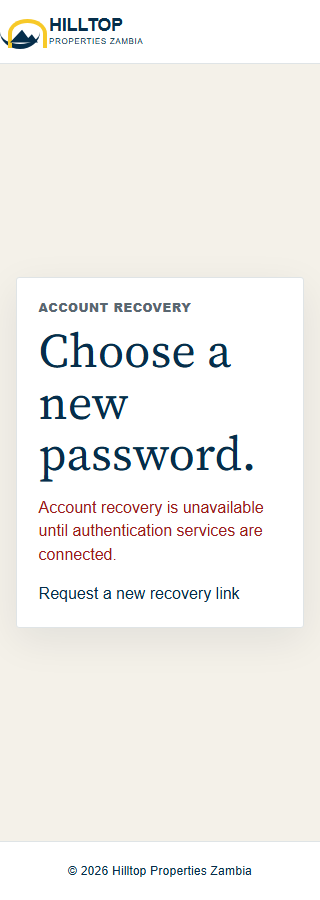 HILLTOP
PROPERTIES ZAMBIA
ACCOUNT RECOVERY
Choose a
new
password.
Account recovery is unavailable
until authentication services are
connected.
Request a new recovery link
© 2026 Hilltop Properties Zambia